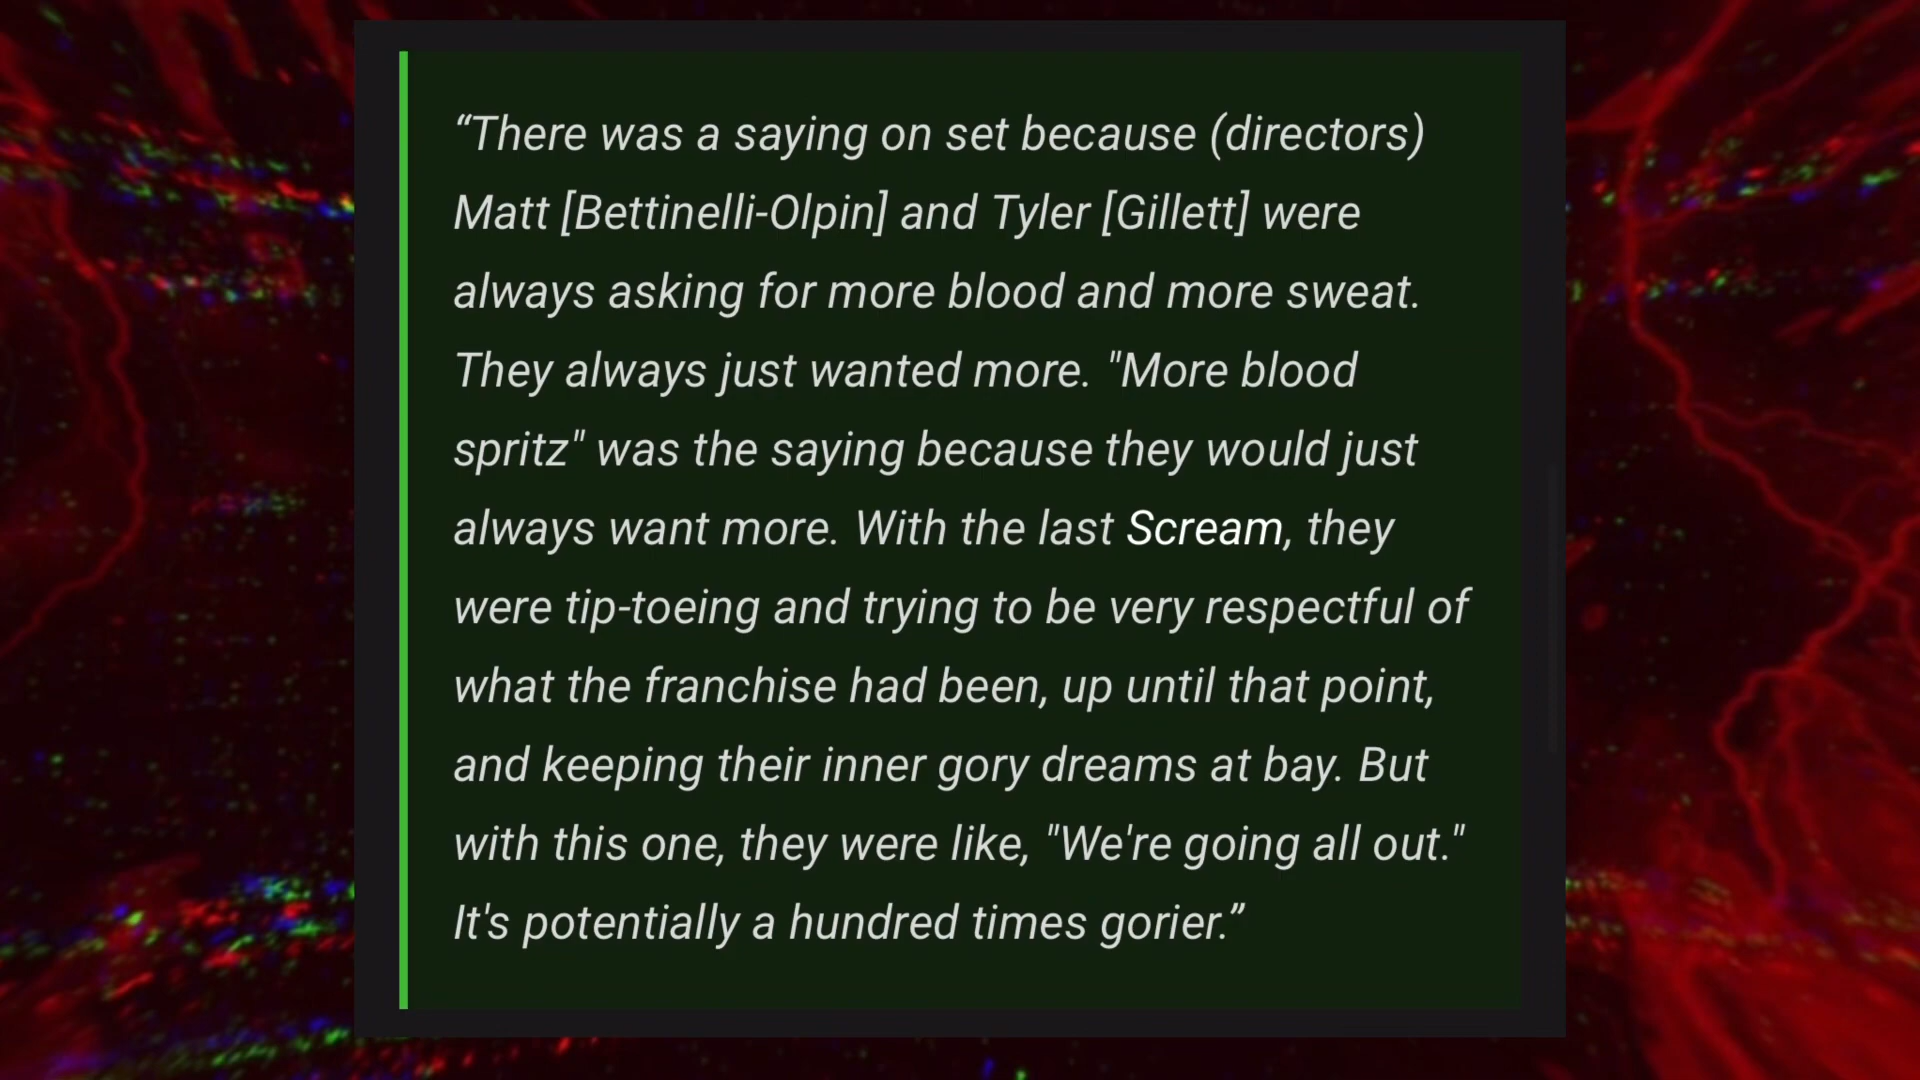 “There was a saying on set because (directors)
Matt [Bettinelli-Olpin] and Tyler [Gillett] were
always asking for more blood and more sweat.
They always just wanted more. "More blood
spritz" was the saying because they would just
always want more. With the last Scream, they
were tip-toeing and trying to be very respectful of
what the franchise had been, up until that point,
and keeping their inner gory dreams at bay. But
with this one, they were like, "We're going all out."
It's potentially a hundred times gorier.”